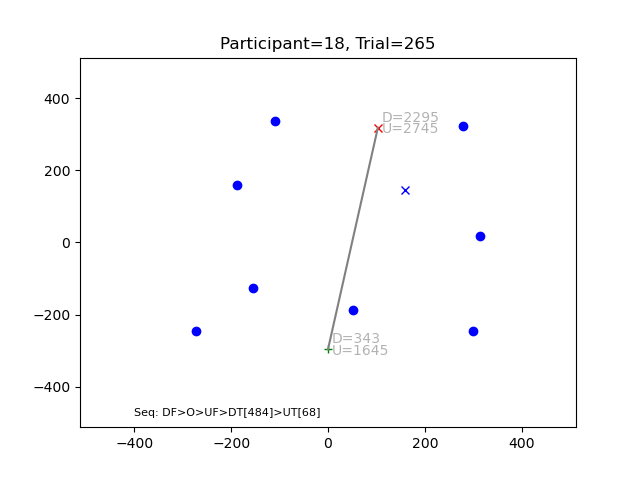 Participant=18, Trial=265
400
200
0
−200
−400
D=2295
U=2745
D=343
U=1645
Seq: DF>O>UF>DT[484]>UT[68]
−400
−200
0
200
400